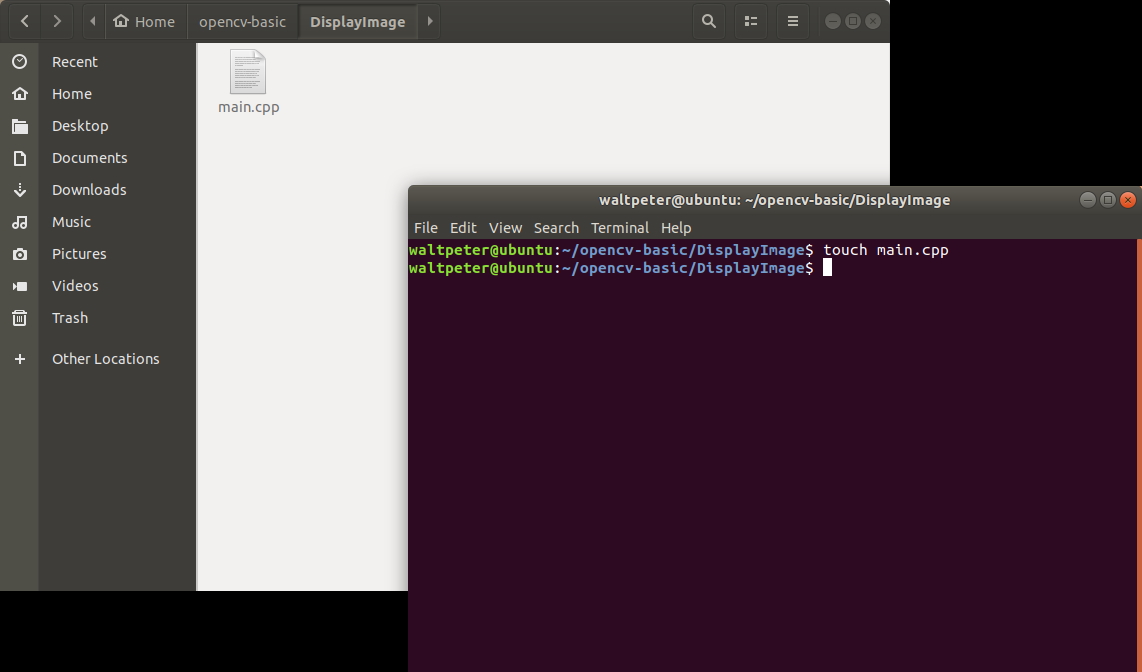 Home opencv-basic DisplayImage
Recent
Home
Desktop
Documents
Downloads
Music
Pictures
Videos
Trash
Other Locations
main.cpp
waltpeter@ubuntu: ~/opencv-basic/DisplayImage
File Edit View Search Terminal Help
waltpeter@ubuntu:~/opencv-basic/DisplayImage$ touch main.cpp
waltpeter@ubuntu:~/opencv-basic/DisplayImage$